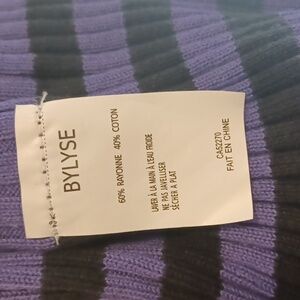 BYLYSE
60% RAYONNE 40% COTON
LAVER À LA MAIN À L'EAU FROIDE
NE PAS JAVELLISER
SÉCHER À PLAT
CA52270
FAIT EN CHINE